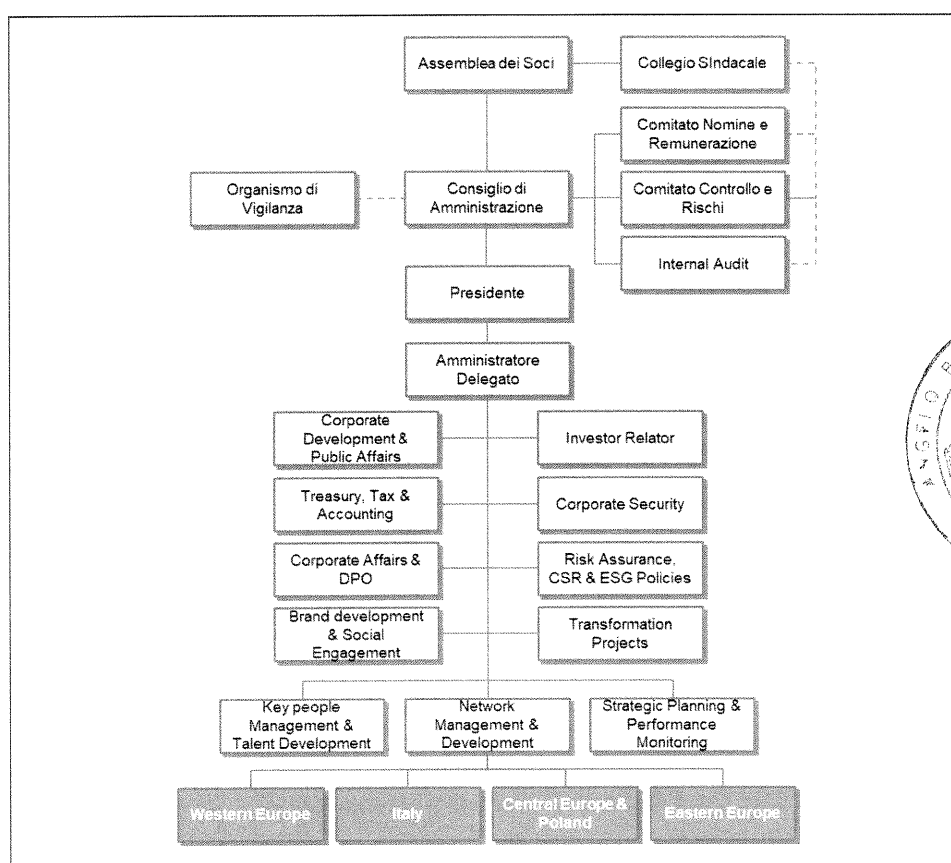 Assemblea dei Soci
Collegio SIndacale
Comitato Nomine e
Remunerazione
Organismo di
Vigilanza
Consiglio di
Amministrazione
Comitato Controllo e
Rischi
Internal Audit
Presidente
Amministratore
Delegato
Corporate
Development &
Public Affairs
Investor Relator
Treasury, Tax &
Accounting
Corporate Security
Corporate Affairs &
DPO
Risk Assurance,
CSR & ESG Policies
Brand development
& Social
Engagement
Transformation
Projects
Key people
Management &
Talent Development
Network
Management &
Development
Strategic Planning &
Performance
Monitoring
Western Europe
Italy
Central Europe &
Poland
Eastern Europe
ANGELO